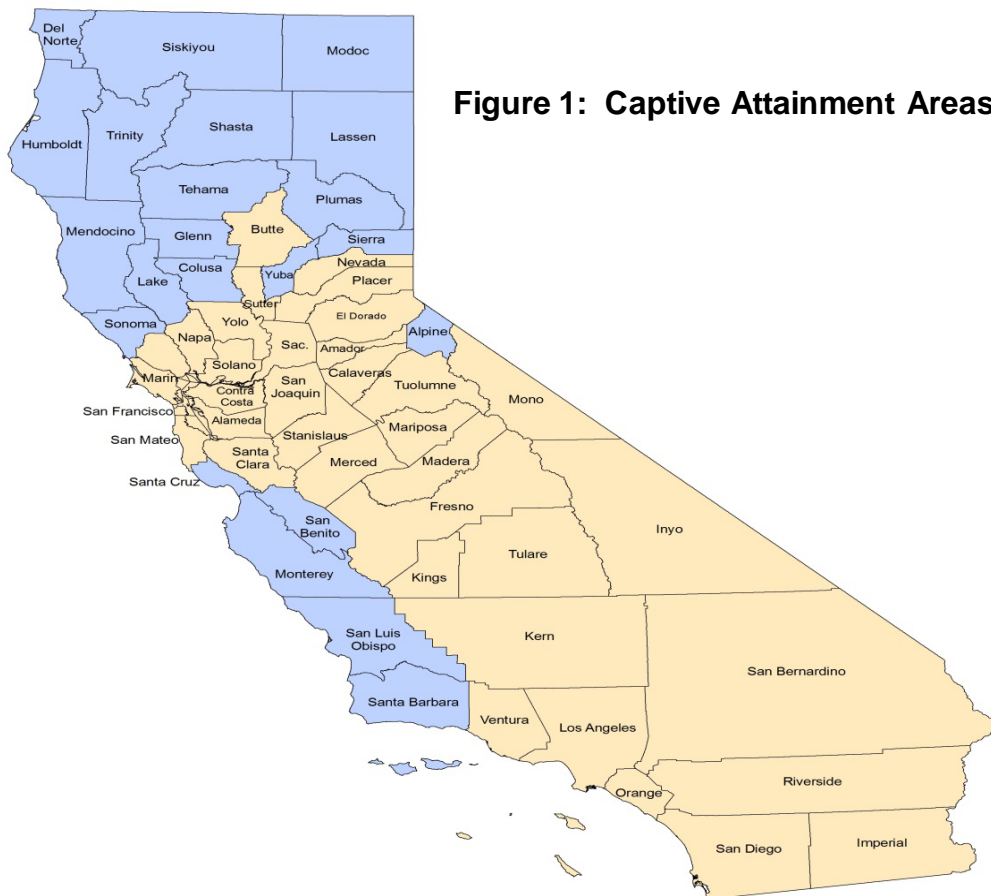 Figure 1: Captive Attainment Areas
Del
Norte
Siskiyou
Modoc
Humboldt
Trinity
Shasta
Lassen
Tehama
Plumas
Mendocino
Glenn
Butte
Sierra
Colusa
Lake
Yuba
Nevada
Placer
Sutter
Sonoma
Napa
Yolo
El Dorado
Alpine
Sac.
Amador
Solano
Marin
Calaveras
Tuolumne
Mono
Contra
Costa
San
Joaquin
San Francisco
Alameda
Stanislaus
Mariposa
San Mateo
Santa
Clara
Merced
Madera
Santa Cruz
Fresno
San
Benito
Inyo
Tulare
Monterey
Kings
San Luis
Obispo
Kern
San Bernardino
Santa Barbara
Ventura
Los Angeles
Riverside
Orange
San Diego
Imperial